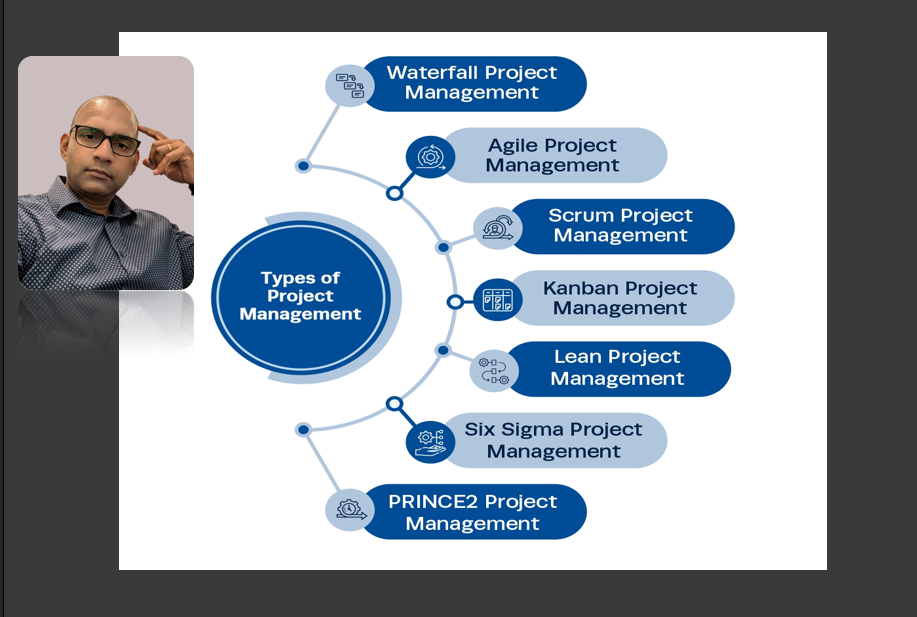 Waterfall Project
Management
Agile Project
Management
Scrum Project
Management
Types of
Project
Management
Kanban Project
Management
Lean Project
Management
Six Sigma Project
Management
PRINCE2 Project
Management